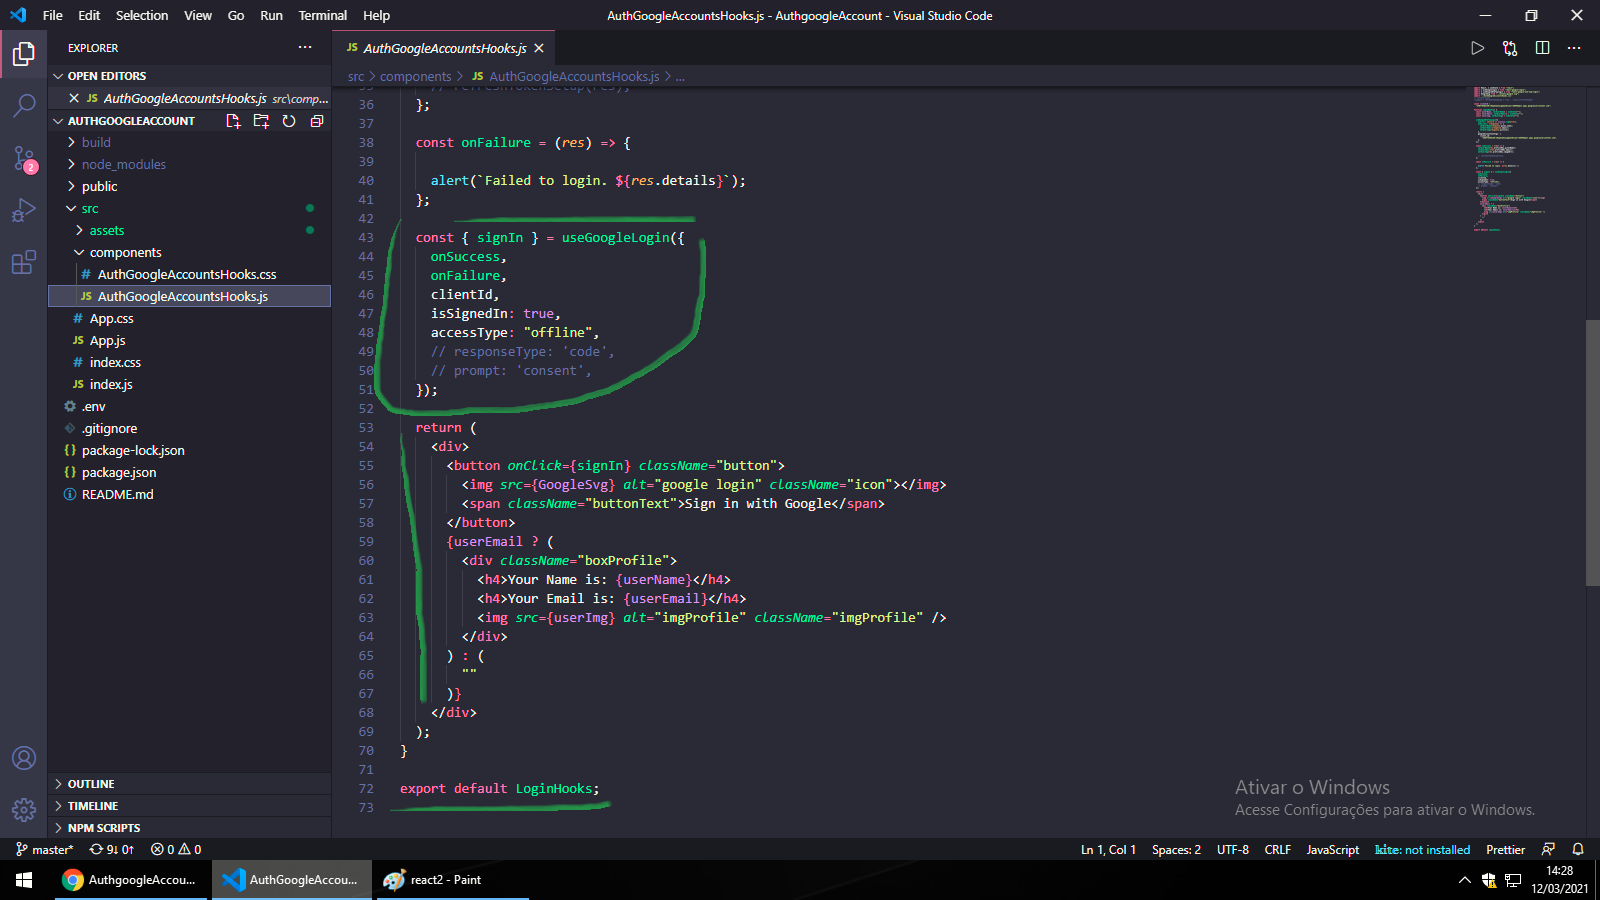 File Edit Selection View Go Run Terminal Help
AuthGoogleAccountsHooks.js - AuthgoogleAccount - Visual Studio Code
EXPLORER
OPEN EDITORS
AuthGoogleAccountsHooks.js src\comp...
AUTHGOOGLEACCOUNT
build
node_modules
public
src
assets
components
AuthGoogleAccountsHooks.css
JS AuthGoogleAccountsHooks.js
App.css
JS App.js
index.css
JS index.js
.env
.gitignore
package-lock.json
package.json
README.md
OUTLINE
TIMELINE
NPM SCRIPTS
2
JS AuthGoogleAccountsHooks.js
src > components > JS AuthGoogleAccountsHooks.js > ...
35 // refreshTokenSetup(res);
36 };
37
38 const onFailure = (res) => {
39
40 alert(`Failed to login. ${res.details}`);
41 };
42
43 const { signIn } = useGoogleLogin({
44 onSuccess,
45 onFailure,
46 clientId,
47 isSignedIn: true,
48 accessType: "offline",
49 // responseType: 'code',
50 // prompt: 'consent',
51 });
52
53 return (
54 <div>
55 <button onClick={signIn} className="button">
56 <img src={GoogleSvg} alt="google login" className="icon"></img>
57 <span className="buttonText">Sign in with Google</span>
58 </button>
59 {userEmail ? (
60 <div className="boxProfile">
61 <h4>Your Name is: {userName}</h4>
62 <h4>Your Email is: {userEmail}</h4>
63 <img src={userImg} alt="imgProfile" className="imgProfile" />
64 </div>
65 ) : (
66 ""
67 )}
68 </div>
69 );
70 }
71
72 export default LoginHooks;
73
Ativar o Windows
Acesse Configurações para ativar o Windows.
master* 9↓ 0↑ 0 0
Ln 1, Col 1 Spaces: 2 UTF-8 CRLF JavaScript kite: not installed Prettier
AuthgoogleAccou... AuthGoogleAccou... react2 - Paint
14:28
12/03/2021